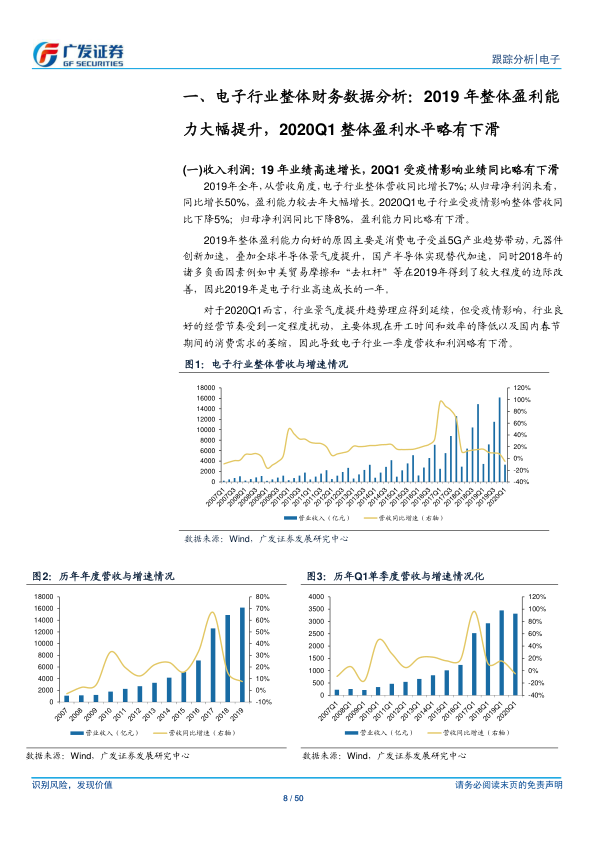 广发证券
GF SECURITIES
跟踪分析|电子
一、电子行业整体财务数据分析：2019 年整体盈利能
力大幅提升，2020Q1 整体盈利水平略有下滑
(一)收入利润：19 年业绩高速增长，20Q1 受疫情影响业绩同比略有下滑
2019年全年，从营收角度，电子行业整体营收同比增长7%；从归母净利润来看，
同比增长50%，盈利能力较去年大幅增长。2020Q1电子行业受疫情影响整体营收同
比下降5%；归母净利润同比下降8%，盈利能力同比略有下滑。
2019年整体盈利能力向好的原因主要是消费电子受益5G产业趋势带动，元器件
创新加速，叠加全球半导体景气度提升，国产半导体实现替代加速，同时2018年的
诸多负面因素例如中美贸易摩擦和“去杠杆”等在2019年得到了较大程度的边际改
善，因此2019年是电子行业高速成长的一年。
对于2020Q1而言，行业景气度提升趋势理应得到延续，但受疫情影响，行业良
好的经营节奏受到一定程度扰动，主要体现在开工时间和效率的降低以及国内春节
期间的消费需求的萎缩，因此导致电子行业一季度营收和利润略有下滑。
图1：电子行业整体营收与增速情况
18000
16000
14000
12000
10000
8000
6000
4000
2000
0
120%
100%
80%
60%
40%
20%
0%
-20%
-40%
2007Q1
2007Q3
2008Q1
2008Q3
2009Q1
2009Q3
2010Q1
2010Q3
2011Q1
2011Q3
2012Q1
2012Q3
2013Q1
2013Q3
2014Q1
2014Q3
2015Q1
2015Q3
2016Q1
2016Q3
2017Q1
2017Q3
2018Q1
2018Q3
2019Q1
2019Q3
2020Q1
营业收入（亿元） 营收同比增速（右轴）
数据来源：Wind，广发证券发展研究中心
图2：历年年度营收与增速情况
18000
16000
14000
12000
10000
8000
6000
4000
2000
0
80%
70%
60%
50%
40%
30%
20%
10%
0%
-10%
2007
2008
2009
2010
2011
2012
2013
2014
2015
2016
2017
2018
2019
营业收入（亿元） 营收同比增速（右轴）
数据来源：Wind，广发证券发展研究中心
图3：历年Q1单季度营收与增速情况化
4000
3500
3000
2500
2000
1500
1000
500
0
120%
100%
80%
60%
40%
20%
0%
-20%
-40%
2007Q1
2008Q1
2009Q1
2010Q1
2011Q1
2012Q1
2013Q1
2014Q1
2015Q1
2016Q1
2017Q1
2018Q1
2019Q1
2020Q1
营业收入（亿元） 营收同比增速（右轴）
数据来源：Wind，广发证券发展研究中心
识别风险，发现价值
请务必阅读末页的免责声明
8 / 50